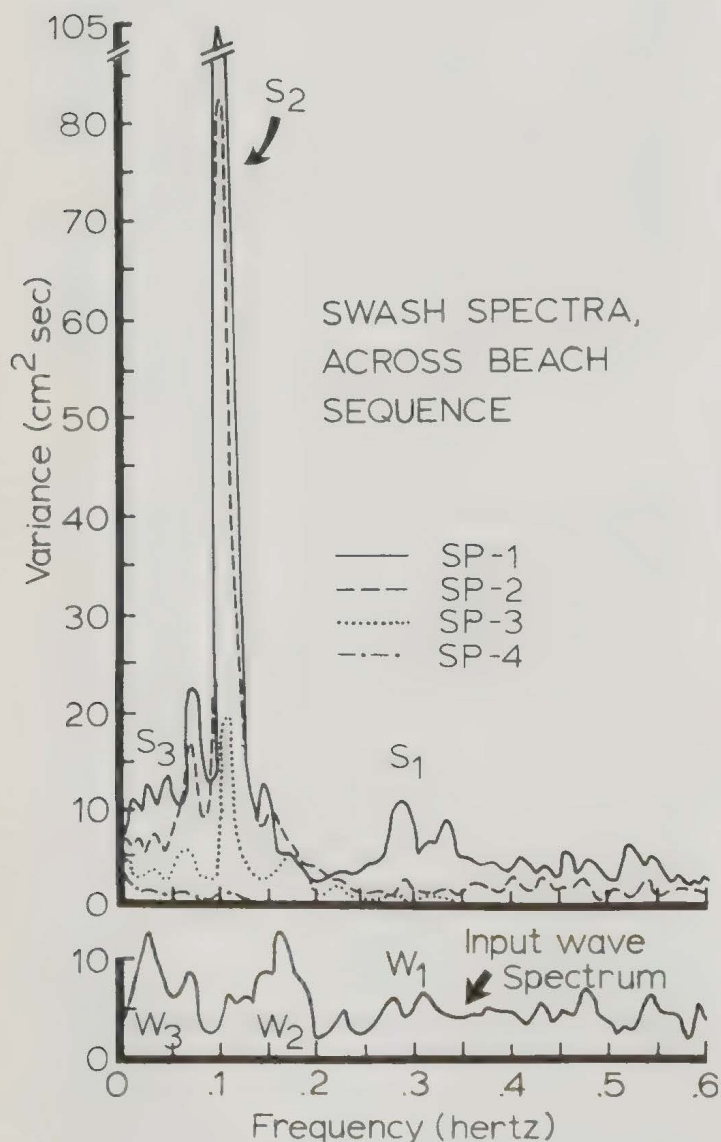 105
80
60
50
40
30
20
10
0
Variance (cm² sec)
S₂
SWASH SPECTRA,
ACROSS BEACH
SEQUENCE
SP-1
SP-2
SP-3
SP-4
S₃
S₁
10
0
W₃
W₂
W₁
Input wave
Spectrum
0
.1
.2
.3
.4
.5
.6
Frequency (hertz)